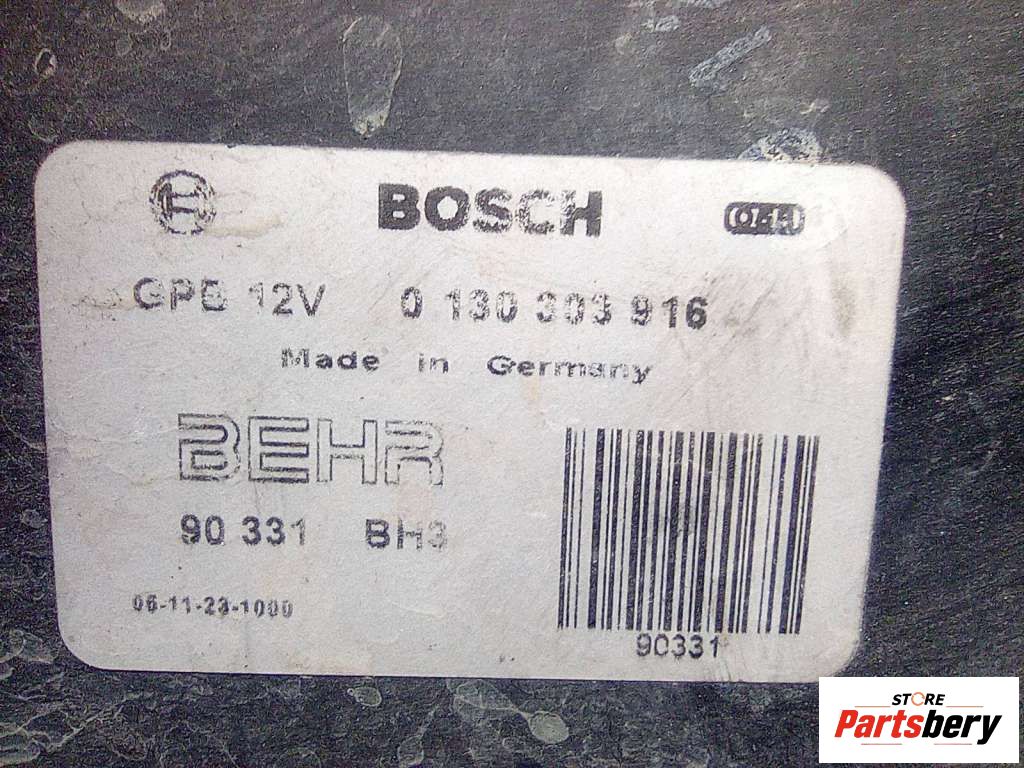 BOSCH
GPB 12V 0 130 303 916
Made in Germany
BEHR
90 331 BH3
06-11-23-1000
90331
STORE
Partsbery